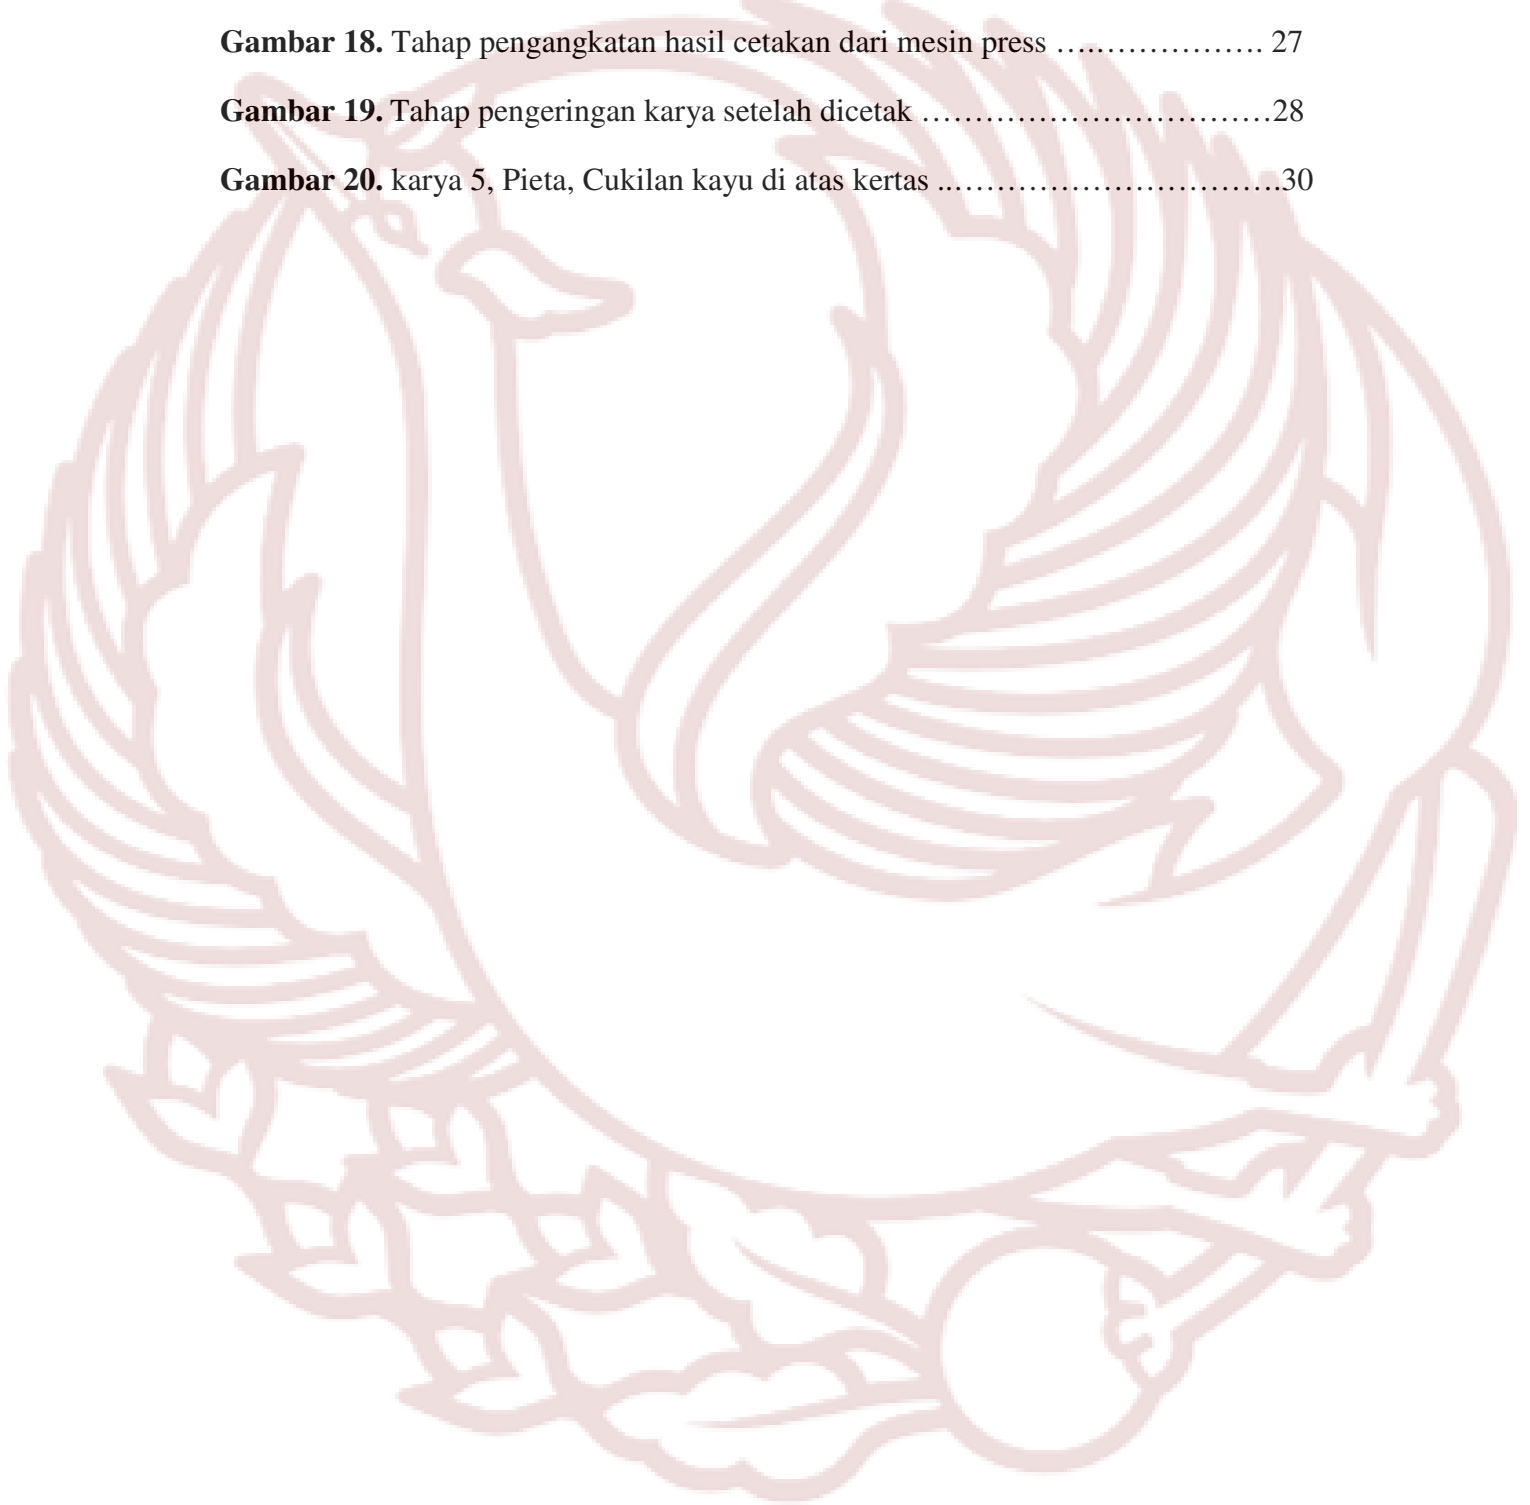 Gambar 18. Tahap pengangkatan hasil cetakan dari mesin press ………………… 27
Gambar 19. Tahap pengeringan karya setelah dicetak ……………………………28
Gambar 20. karya 5, Pieta, Cukilan kayu di atas kertas ..………………………….30